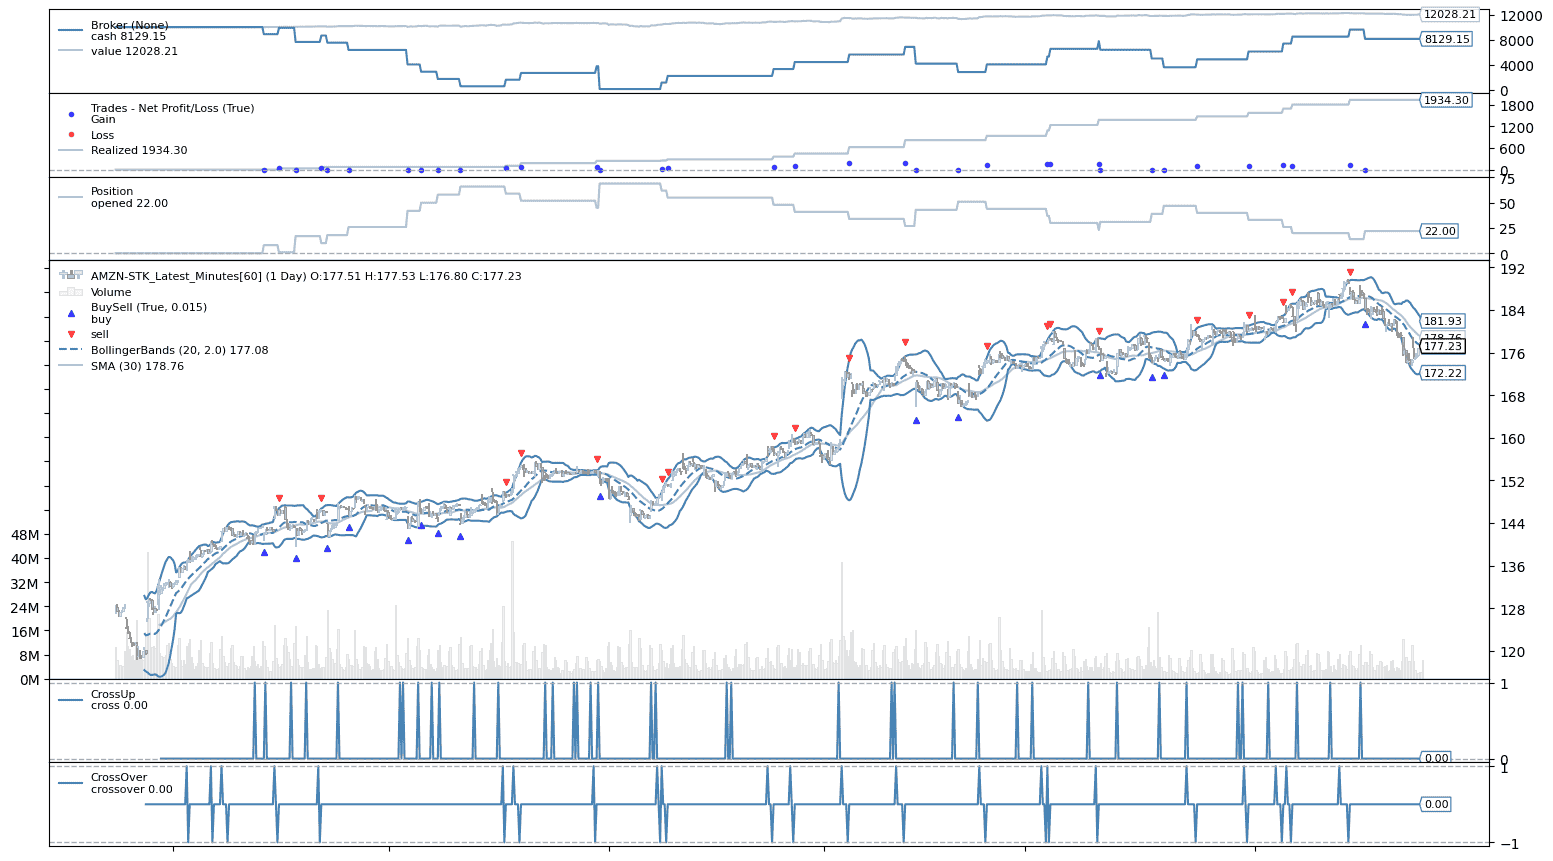 Broker (None)
cash 8129.15
value 12028.21
12028.21
12000
8129.15
8000
4000
0
Trades - Net Profit/Loss (True)
Gain
Loss
Realized 1934.30
1934.30
1800
1200
600
0
Position
opened 22.00
75
50
25
22.00
0
AMZN-STK_Latest_Minutes[60] (1 Day) O:177.51 H:177.53 L:176.80 C:177.23
Volume
BuySell (True, 0.015)
buy
sell
BollingerBands (20, 2.0) 177.08
SMA (30) 178.76
192
184
181.93
178.76
177.23
176
172.22
168
160
152
144
136
128
120
48M
40M
32M
24M
16M
8M
0M
CrossUp
cross 0.00
1
0.00
0
CrossOver
crossover 0.00
1
0.00
−1